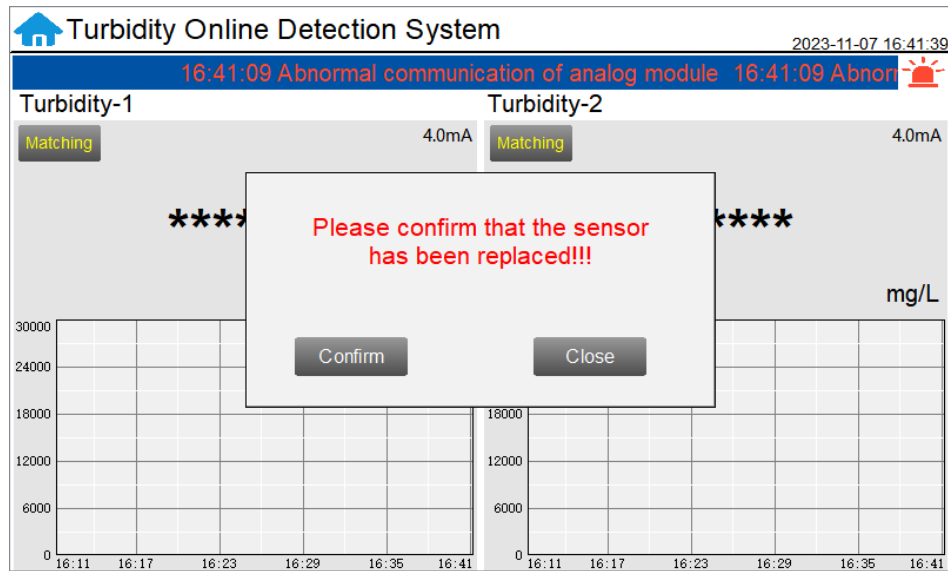 Turbidity Online Detection System
2023-11-07 16:41:39
16:41:09 Abnormal communication of analog module 16:41:09 Abnorr
Turbidity-1
Turbidity-2
Matching
4.0mA
Matching
4.0mA
****
****
Please confirm that the sensor
has been replaced!!!
mg/L
Confirm
Close
30000
24000
18000
12000
6000
0
16:11 16:17 16:23 16:29 16:35 16:41
18000
12000
6000
0
16:11 16:17 16:23 16:29 16:35 16:41